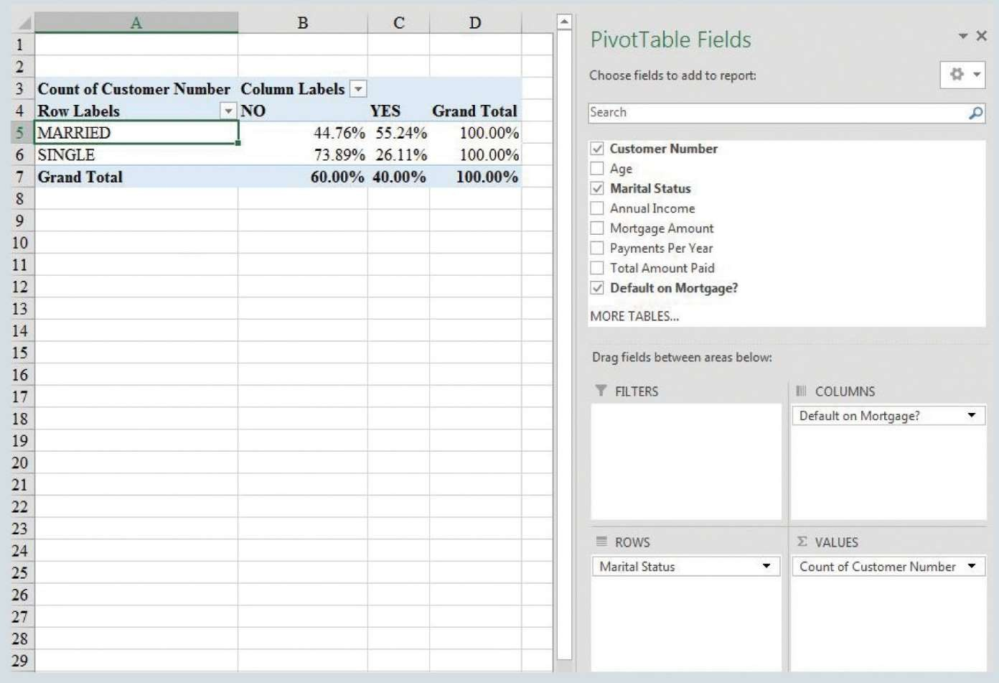 A B C D
1
2
3 Count of Customer Number Column Labels
4 Row Labels NO YES Grand Total
5 MARRIED 44.76% 55.24% 100.00%
6 SINGLE 73.89% 26.11% 100.00%
7 Grand Total 60.00% 40.00% 100.00%
8
9
10
11
12
13
14
15
16
17
18
19
20
21
22
23
24
25
26
27
28
29
PivotTable Fields
Choose fields to add to report:
Search
Customer Number
Age
Marital Status
Annual Income
Mortgage Amount
Payments Per Year
Total Amount Paid
Default on Mortgage?
MORE TABLES...
Drag fields between areas below:
FILTERS
COLUMNS
Default on Mortgage?
ROWS
Marital Status
Σ VALUES
Count of Customer Number